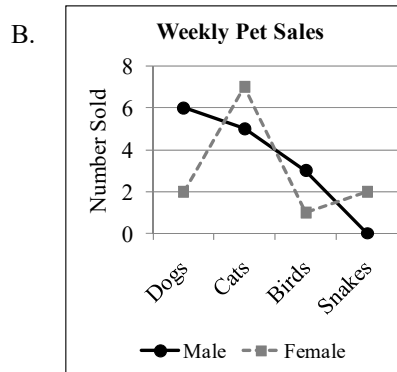 B.
Weekly Pet Sales
Number Sold
8
6
4
2
0
Dogs
Cats
Birds
Snakes
Male
Female